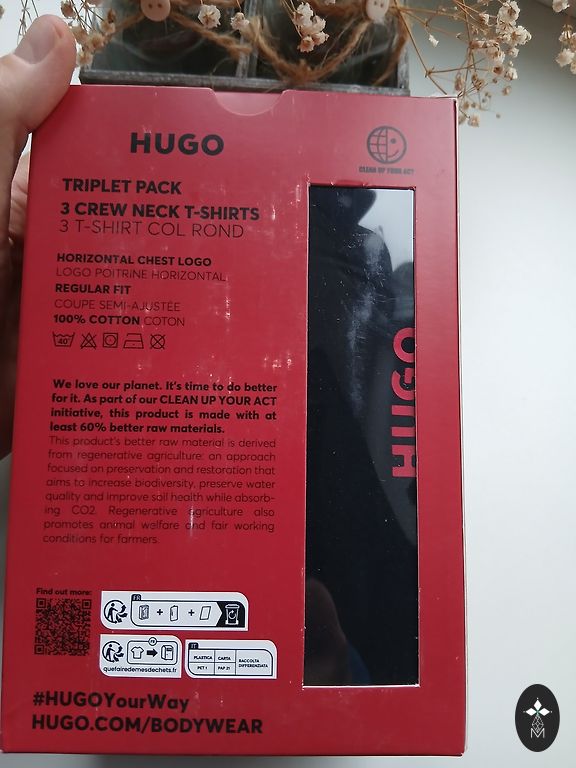 HUGO
CLEAN UP YOUR ACT
TRIPLET PACK
3 CREW NECK T-SHIRTS
3 T-SHIRT COL ROND
HORIZONTAL CHEST LOGO
LOGO POITRINE HORIZONTAL
REGULAR FIT
COUPE SEMI-AJUSTÉE
100% COTTON COTON
40°
HUGO
We love our planet. It's time to do better
for it. As part of our CLEAN UP YOUR ACT
initiative, this product is made with at
least 60% better raw materials.
This product's better raw material is derived
from regenerative agriculture: an approach
focused on preservation and restoration that
aims to increase biodiversity, preserve water
quality and improve soil health while absorb-
ing CO2. Regenerative agriculture also
promotes animal welfare and fair working
conditions for farmers.
Find out more:
FR
+ +
FR
quefairedemesdechets.fr
IT
PLASTICA CARTA RACCOLTA
DIFFERENZIATA
PET 1 PAP 21
#HUGOYourWay
HUGO.COM/BODYWEAR
M